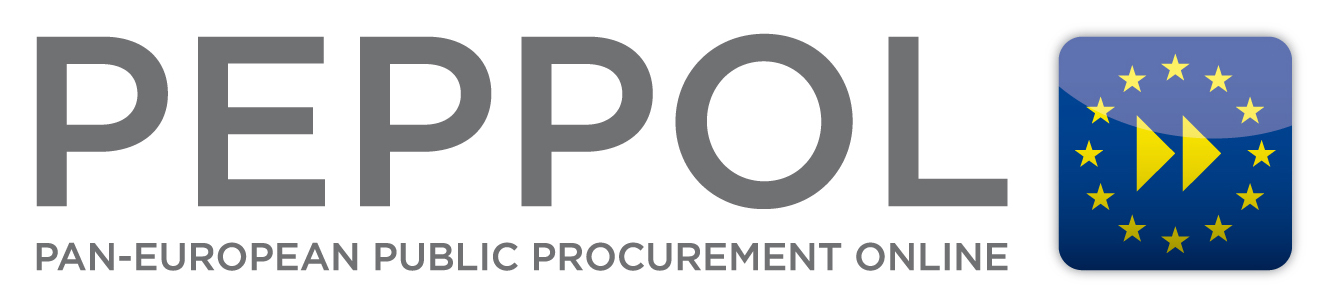 PEPPOL
PAN-EUROPEAN PUBLIC PROCUREMENT ONLINE